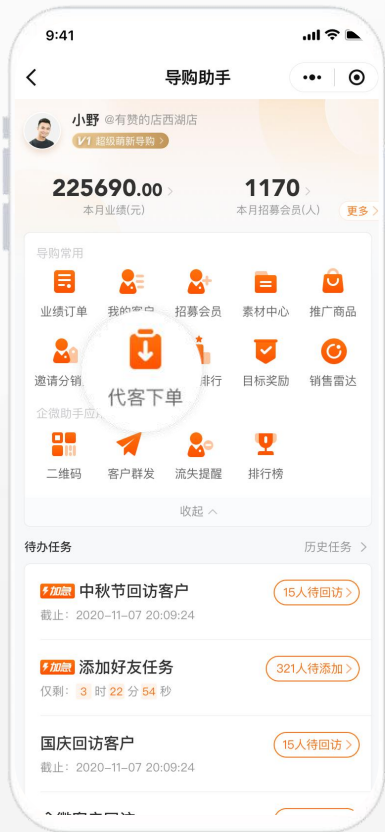 9:41
导购助手
小野 @有赞的店西湖店
V1 超级萌新导购
225690.00
1170
本月业绩(元)
本月招募会员(人)
更多
导购常用
业绩订单 我的客户 招募会员 素材中心 推广商品
邀请分销 代客下单 排行 目标奖励 销售雷达
企微助手应
二维码 客户群发 流失提醒 排行榜
收起
待办任务 历史任务
加急 中秋节回访客户 15人待回访
截止：2020-11-07 20:09:24
加急 添加好友任务 321人待添加
仅剩：3 时 22 分 54 秒
国庆回访客户 15人待回访
截止：2020-11-07 20:09:24